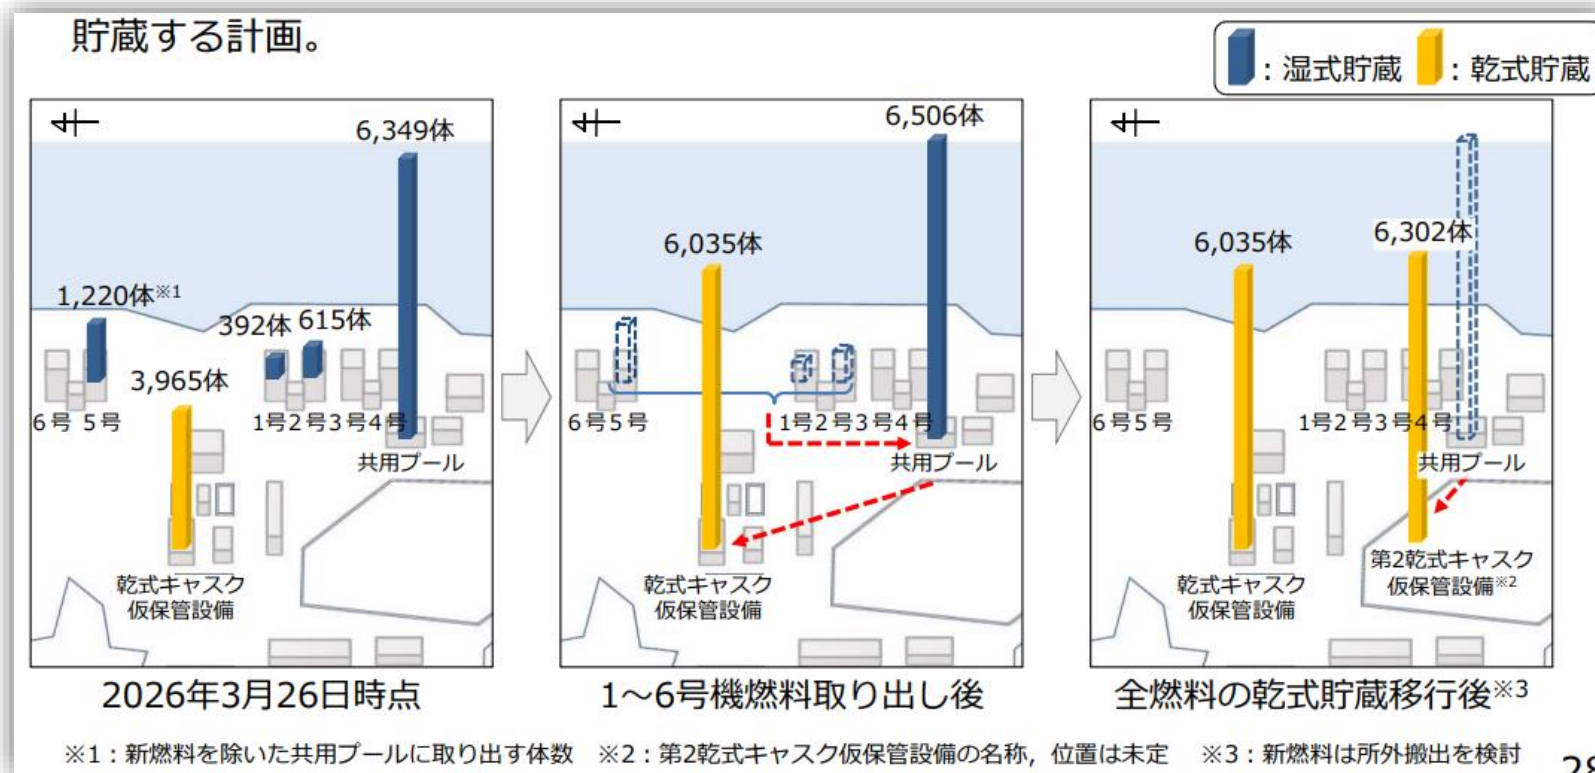 貯蔵する計画。
：湿式貯蔵 ：乾式貯蔵
6,349体
1,220体※1
392体 615体
3,965体
6号 5号
1号2号3号4号
共用プール
乾式キャスク
仮保管設備
2026年3月26日時点
6,506体
6,035体
6号5号
1号2号3号4号
共用プール
乾式キャスク
仮保管設備
1～6号機燃料取り出し後
6,035体
6,302体
6号5号
1号2号3号4号
共用プール
乾式キャスク
仮保管設備
第2乾式キャスク
仮保管設備※2
全燃料の乾式貯蔵移行後※3
※1：新燃料を除いた共用プールに取り出す体数 ※2：第2乾式キャスク仮保管設備の名称，位置は未定 ※3：新燃料は所外搬出を検討
28